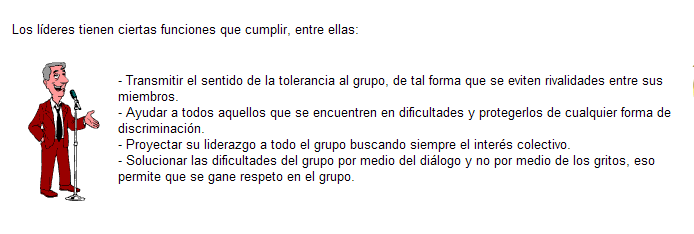 Los líderes tienen ciertas funciones que cumplir, entre ellas:
- Transmitir el sentido de la tolerancia al grupo, de tal forma que se eviten rivalidades entre sus
miembros.
- Ayudar a todos aquellos que se encuentren en dificultades y protegerlos de cualquier forma de
discriminación.
- Proyectar su liderazgo a todo el grupo buscando siempre el interés colectivo.
- Solucionar las dificultades del grupo por medio del diálogo y no por medio de los gritos, eso
permite que se gane respeto en el grupo.